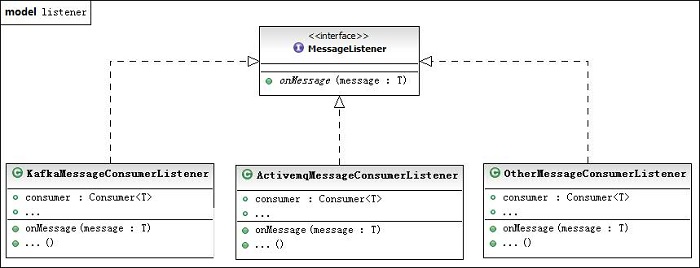 model listener
<<interface>>
I MessageListener
onMessage (message : T)
C KafkaMessageConsumerListener
consumer : Consumer<T>
...
onMessage (message : T)
... ()
C ActivemqMessageConsumerListener
consumer : Consumer<T>
...
onMessage (message : T)
... ()
C OtherMessageConsumerListener
consumer : Consumer<T>
...
onMessage (message : T)
... ()